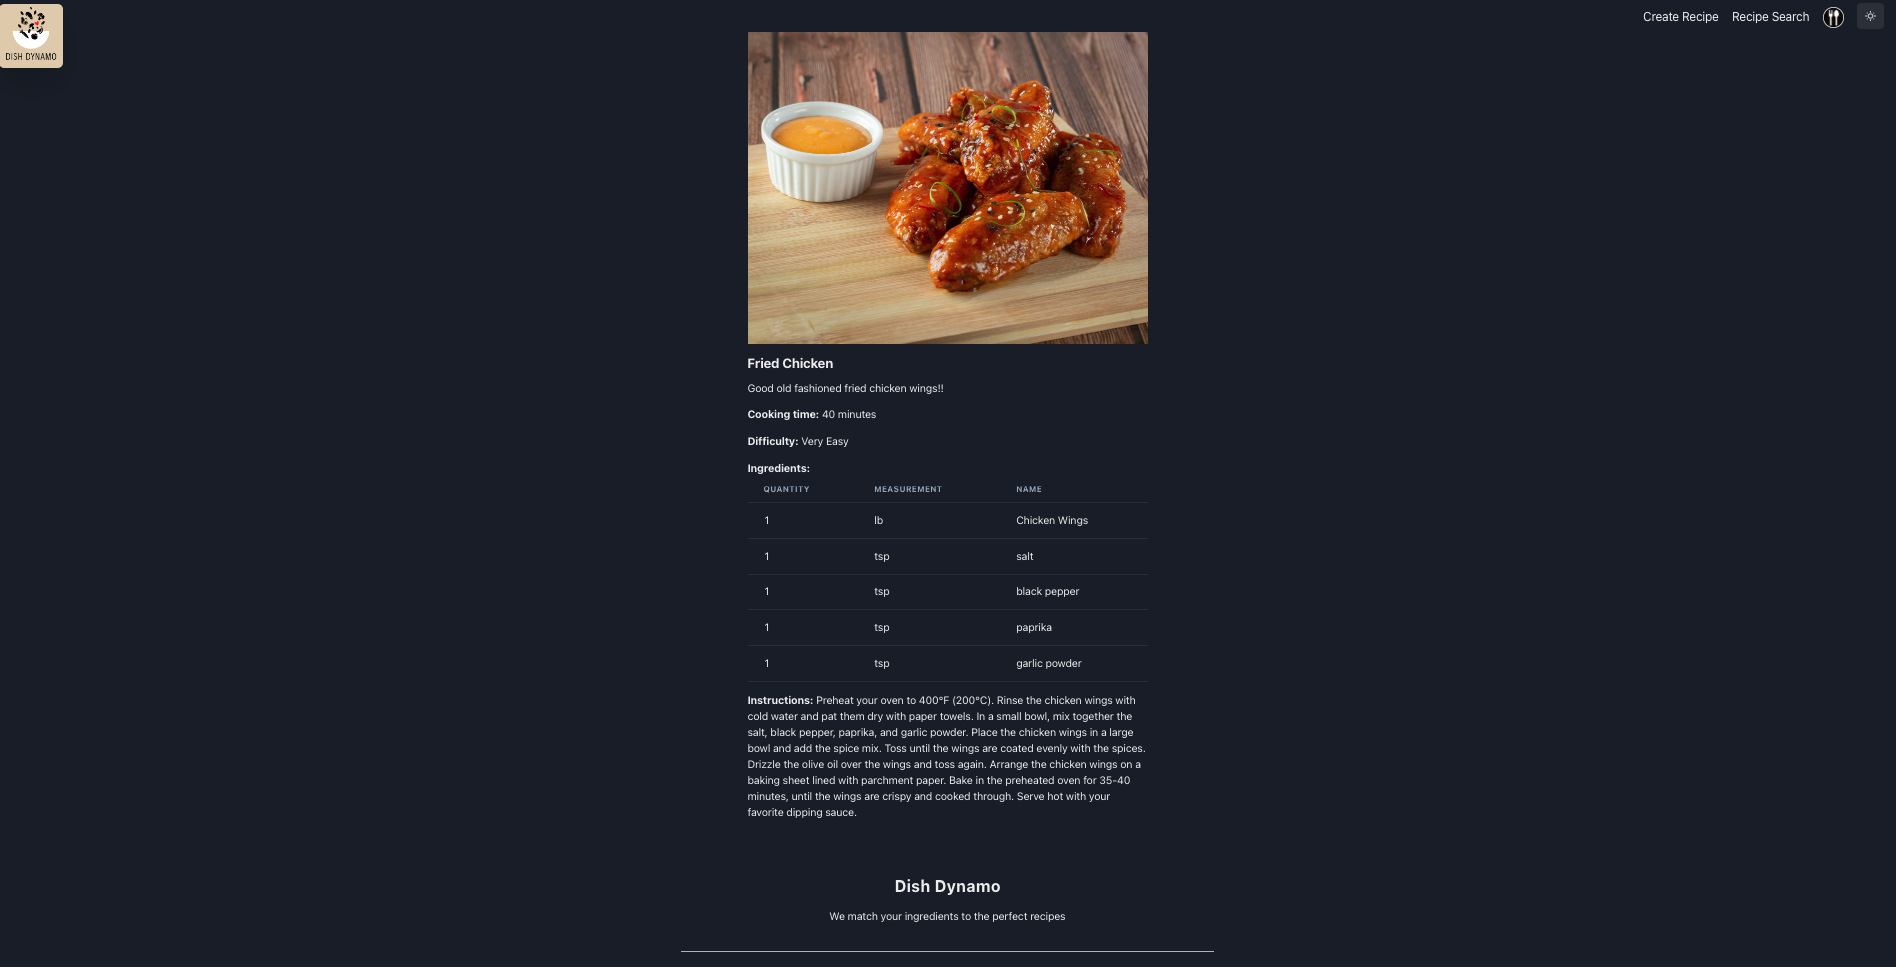 DISH DYNAMO
Create Recipe Recipe Search
Fried Chicken
Good old fashioned fried chicken wings!!
Cooking time: 40 minutes
Difficulty: Very Easy
Ingredients:
QUANTITY MEASUREMENT NAME
1 lb Chicken Wings
1 tsp salt
1 tsp black pepper
1 tsp paprika
1 tsp garlic powder
Instructions: Preheat your oven to 400°F (200°C). Rinse the chicken wings with
cold water and pat them dry with paper towels. In a small bowl, mix together the
salt, black pepper, paprika, and garlic powder. Place the chicken wings in a large
bowl and add the spice mix. Toss until the wings are coated evenly with the spices.
Drizzle the olive oil over the wings and toss again. Arrange the chicken wings on a
baking sheet lined with parchment paper. Bake in the preheated oven for 35-40
minutes, until the wings are crispy and cooked through. Serve hot with your
favorite dipping sauce.
Dish Dynamo
We match your ingredients to the perfect recipes